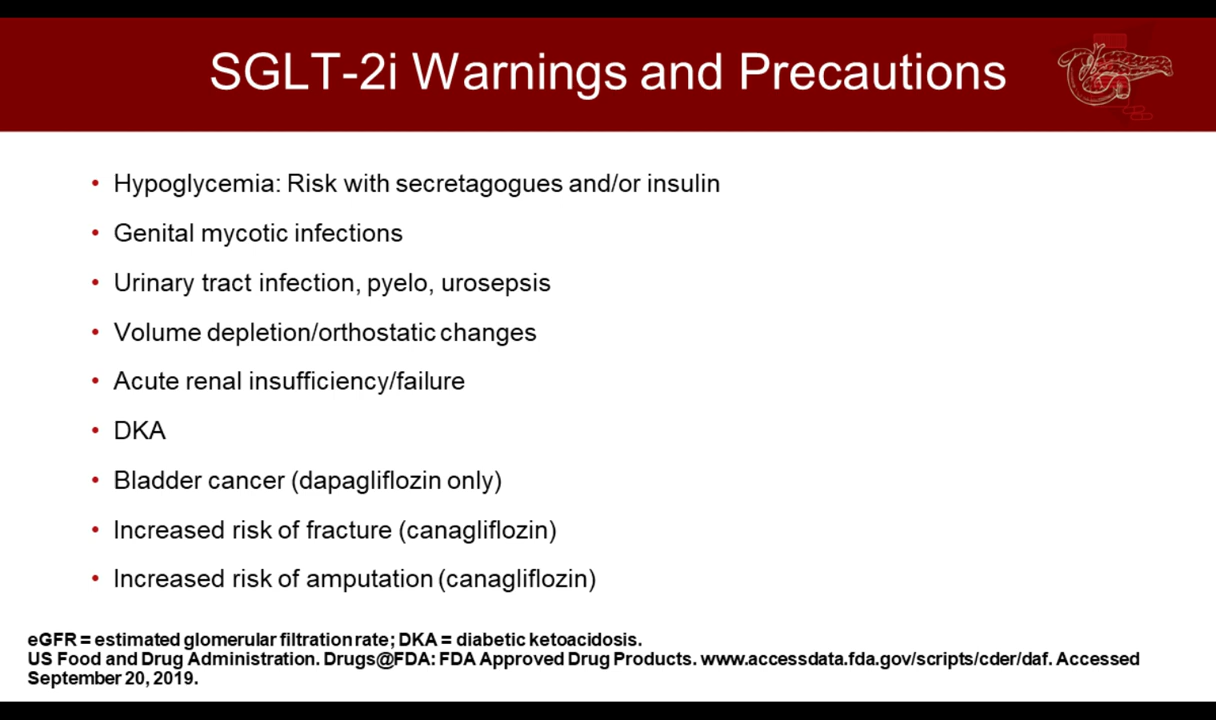 SGLT-2i Warnings and Precautions
• Hypoglycemia: Risk with secretagogues and/or insulin
• Genital mycotic infections
• Urinary tract infection, pyelo, urosepsis
• Volume depletion/orthostatic changes
• Acute renal insufficiency/failure
• DKA
• Bladder cancer (dapagliflozin only)
• Increased risk of fracture (canagliflozin)
• Increased risk of amputation (canagliflozin)
eGFR = estimated glomerular filtration rate; DKA = diabetic ketoacidosis.
US Food and Drug Administration. Drugs@FDA: FDA Approved Drug Products. www.accessdata.fda.gov/scripts/cder/daf. Accessed
September 20, 2019.